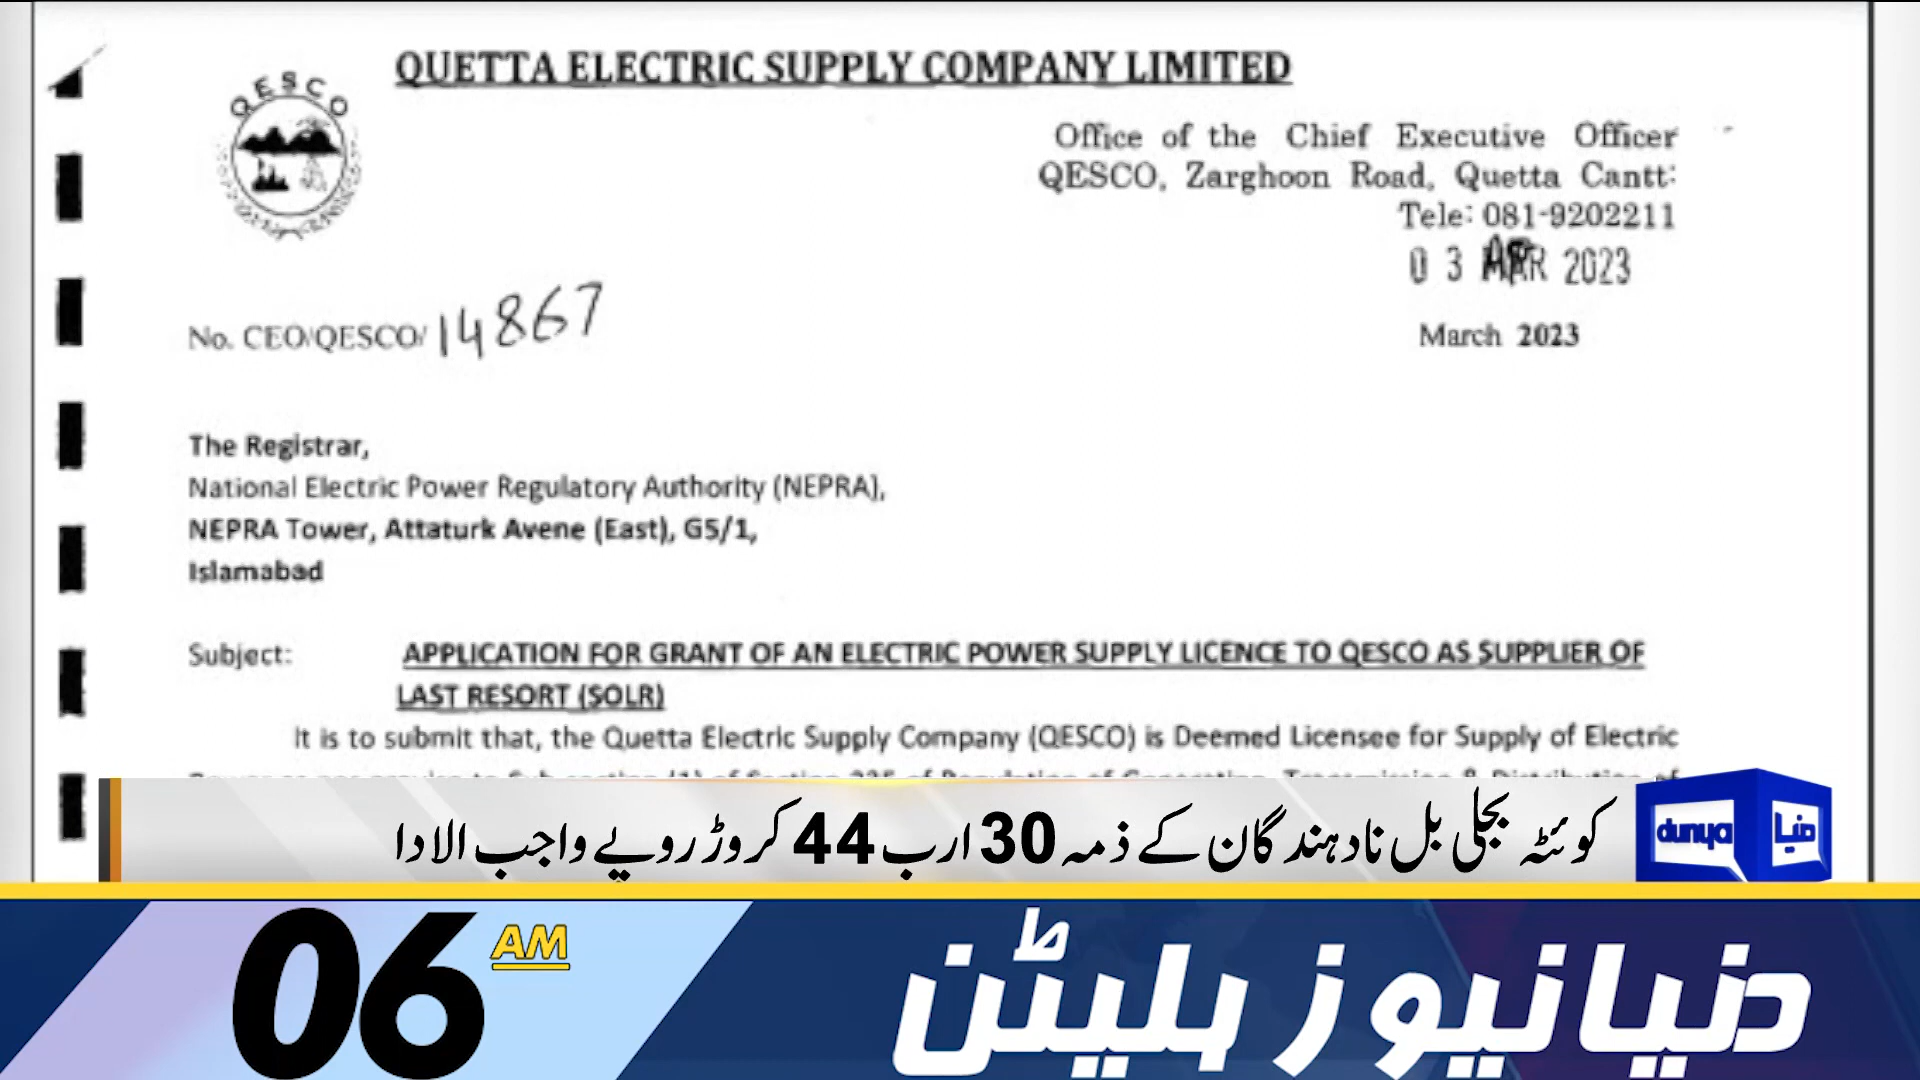 QUETTA ELECTRIC SUPPLY COMPANY LIMITED
QESCO
Office of the Chief Executive Officer
QESCO, Zarghoon Road, Quetta Cantt:
Tele: 081-9202211
03 2023
No. CEO/QESCO/14867
March 2023
The Registrar,
National Electric Power Regulatory Authority (NEPRA),
NEPRA Tower, Attaturk Avene (East), G5/1,
Islamabad
Subject: APPLICATION FOR GRANT OF AN ELECTRIC POWER SUPPLY LICENCE TO QESCO AS SUPPLIER OF
LAST RESORT (SOLR)
It is to submit that, the Quetta Electric Supply Company (QESCO) is Deemed Licensee for Supply of Electric
کوئٹہ بجلی بل نادہندگان کے ذمہ 30 ارب 44 کروڑ روپے واجب الادا
dunya دنیا
06 AM
دنیا نیوز بلیٹن